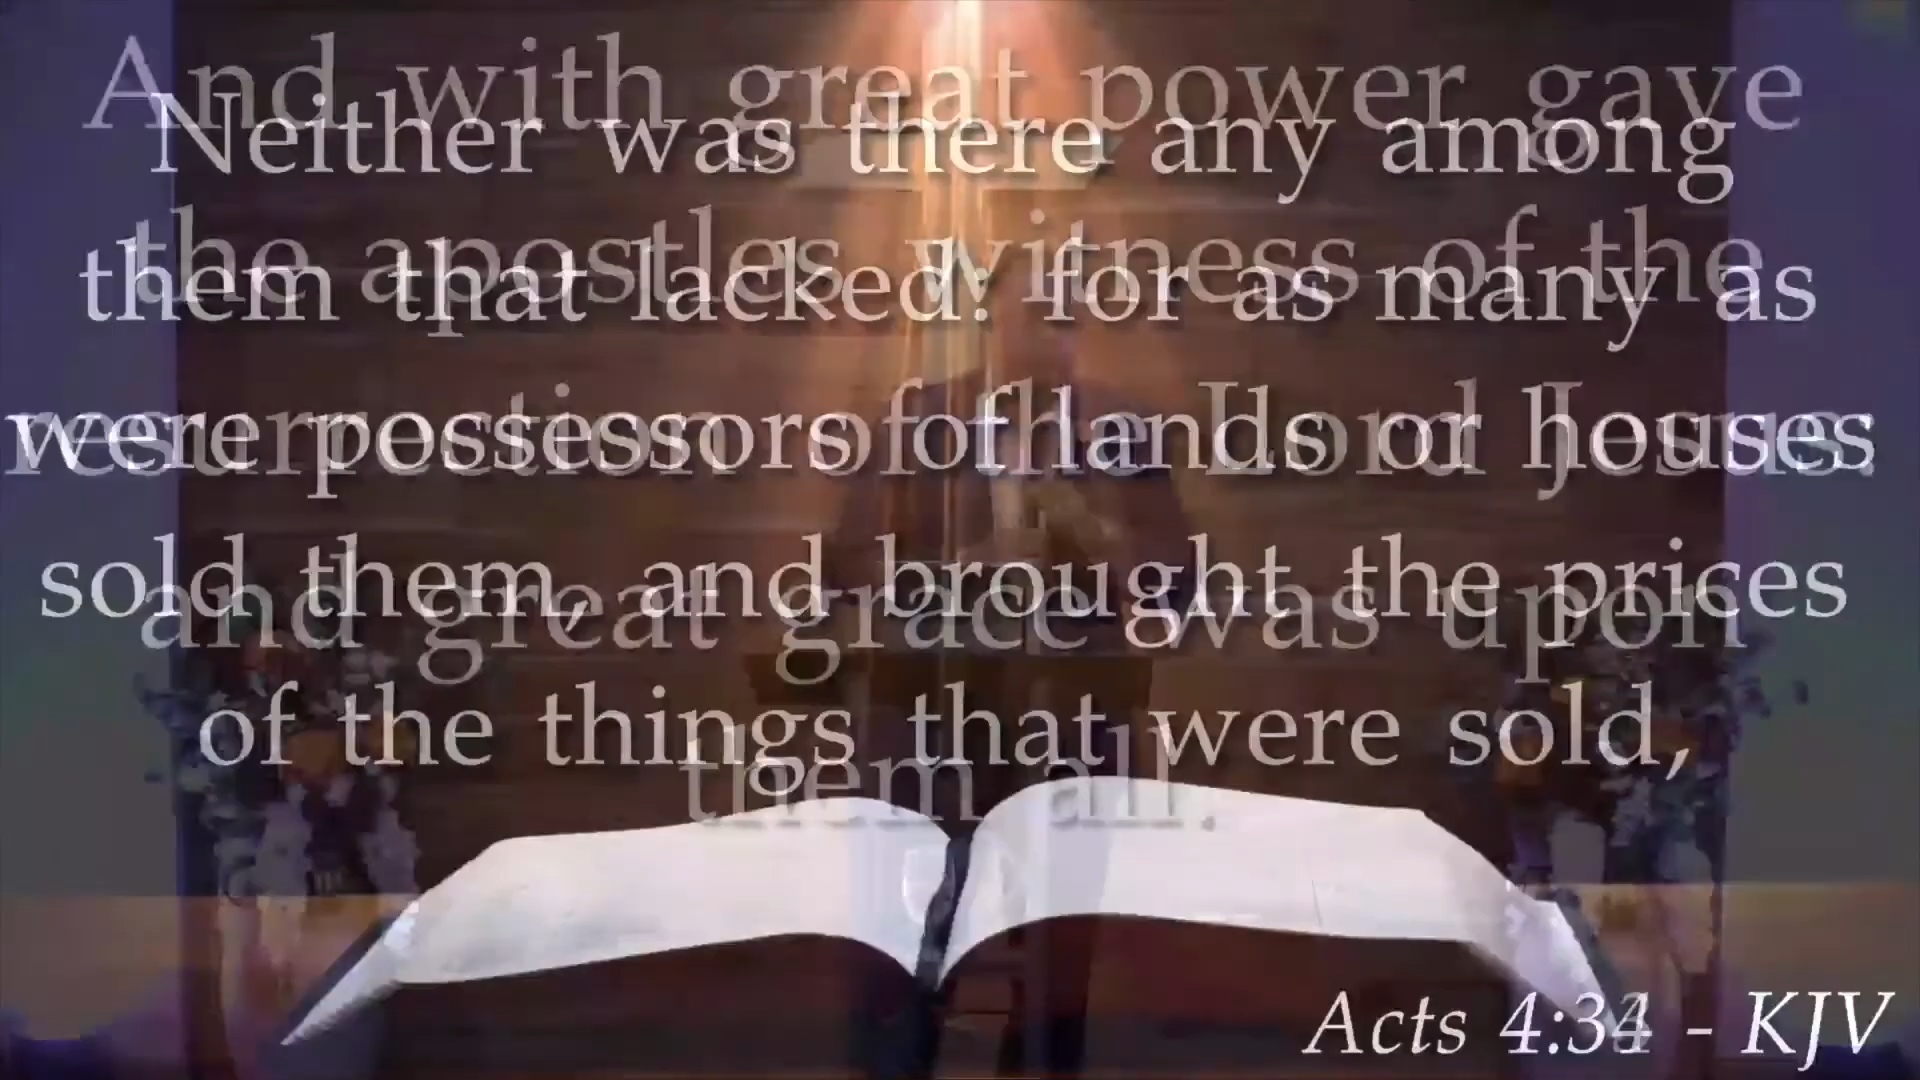 And with great power gave
the apostles witness of the
resurrection of the Lord Jesus:
and great grace was upon
them all.
Neither was there any among
them that lacked: for as many as
were possessors of lands or houses
sold them, and brought the prices
of the things that were sold,
Acts 4:34 - KJV